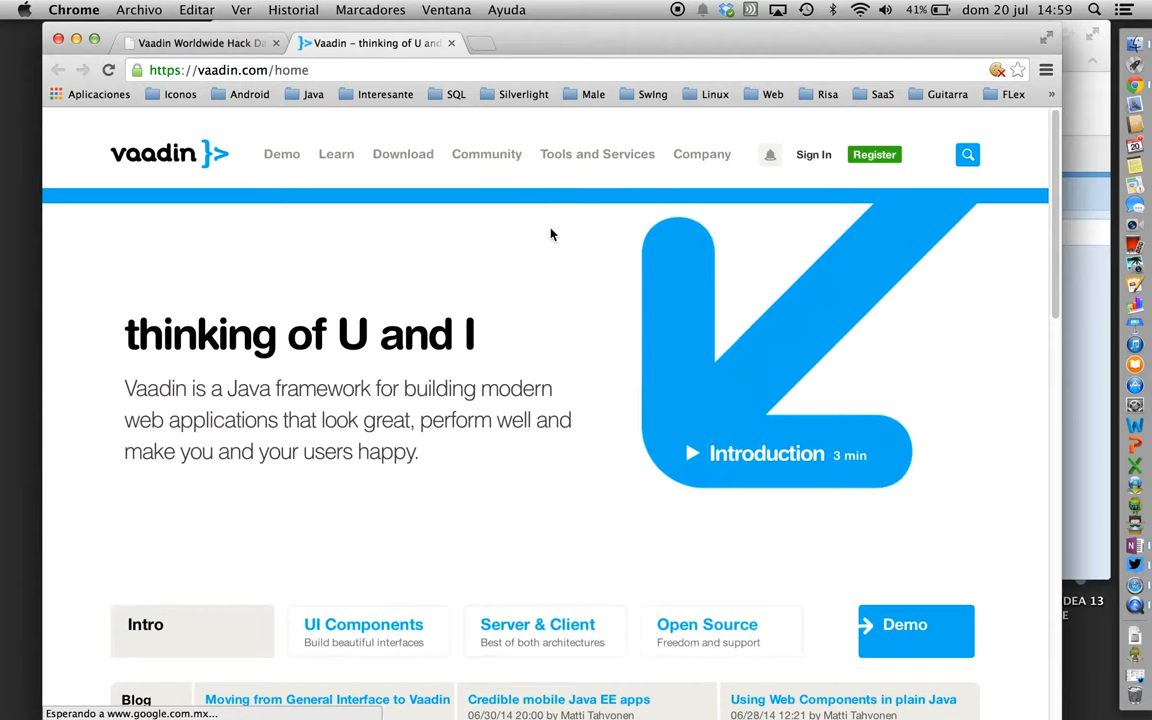 Chrome Archivo Editar Ver Historial Marcadores Ventana Ayuda 41% dom 20 jul 14:59
Vaadin Worldwide Hack Da Vaadin – thinking of U and
https://vaadin.com/home
Aplicaciones Iconos Android Java Interesante SQL Silverlight Male Swing Linux Web Risa SaaS Guitarra FLex »
vaadin }> Demo Learn Download Community Tools and Services Company Sign In Register
thinking of U and I
Vaadin is a Java framework for building modern
web applications that look great, perform well and
make you and your users happy.
Introduction 3 min
DEA 13
E
Intro UI Components Server & Client Open Source Demo
Build beautiful interfaces Best of both architectures Freedom and support
Blog Moving from General Interface to Vaadin Credible mobile Java EE apps Using Web Components in plain Java
06/30/14 20:00 by Matti Tahvonen 06/28/14 12:21 by Matti Tahvonen
Esperando a www.google.com.mx...